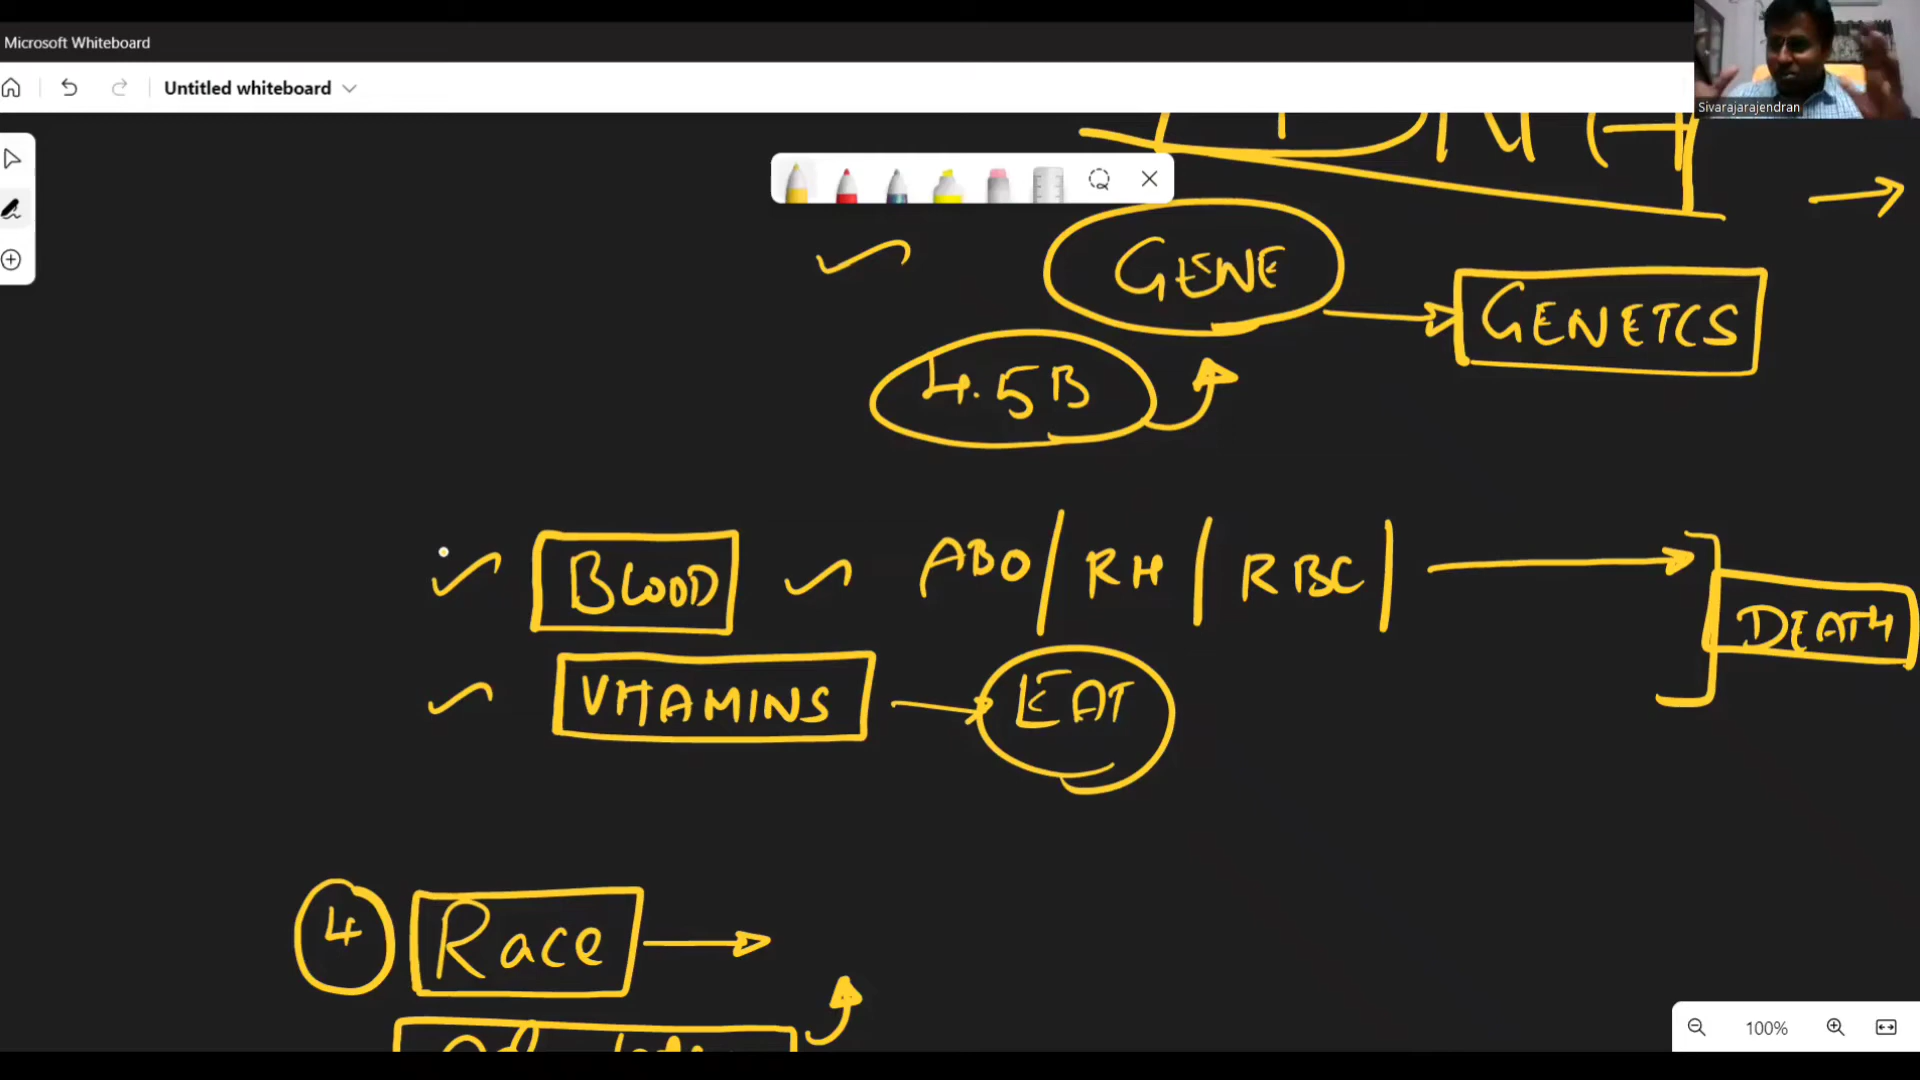 Microsoft Whiteboard
Untitled whiteboard
Sivarajarajendran
DNA
GENE
GENETCS
4.5B
BLOOD ABO / RH / RBC
DEATH
VITAMINS EAT
4 Race
100%